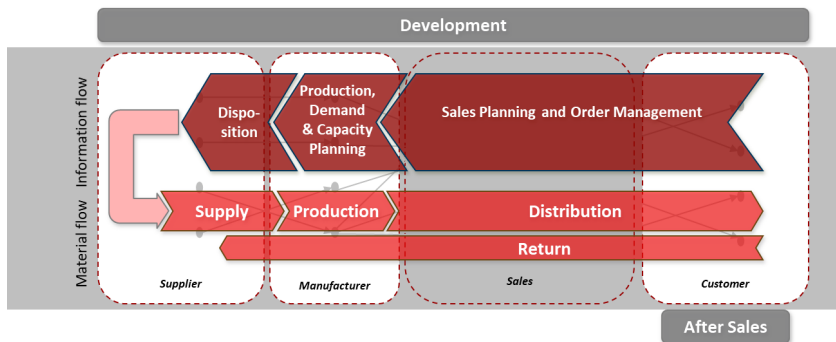 Development
Information flow
Material flow
Dispo-
sition
Production,
Demand
& Capacity
Planning
Sales Planning and Order Management
Supply
Production
Distribution
Return
Supplier
Manufacturer
Sales
Customer
After Sales